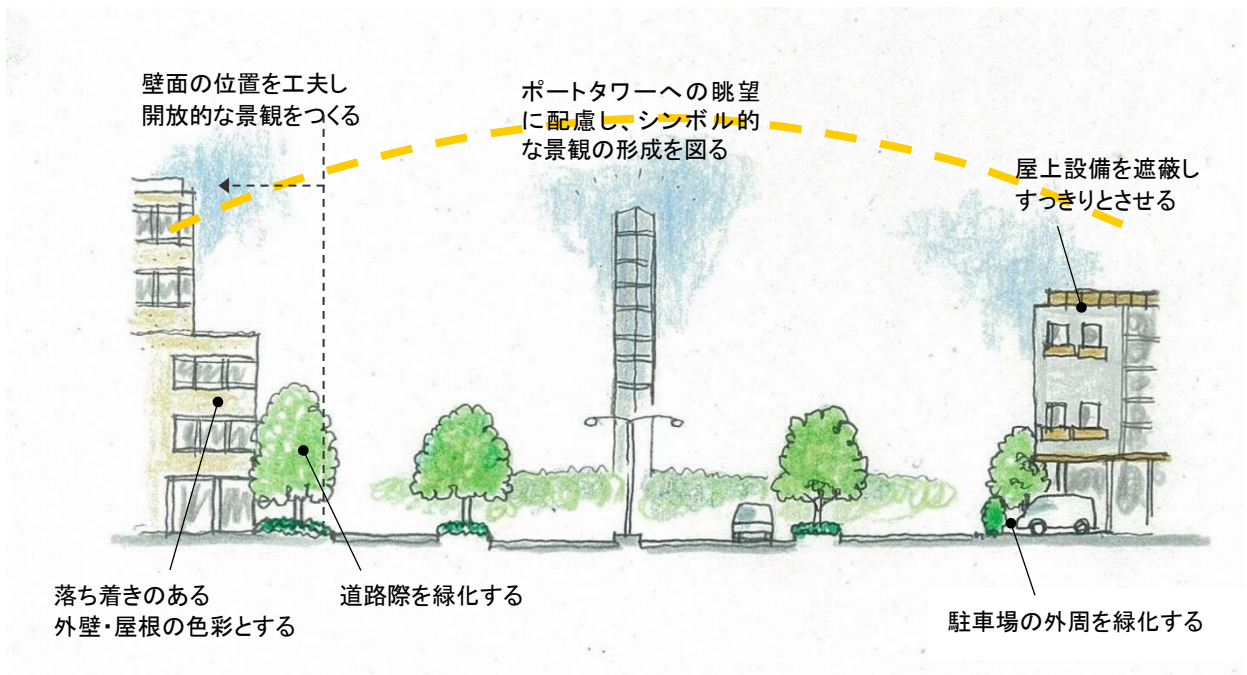 壁面の位置を工夫し
開放的な景観をつくる
ポートタワーへの眺望
に配慮し、シンボル的
な景観の形成を図る
屋上設備を遮蔽し
すっきりとさせる
落ち着きのある
外壁・屋根の色彩とする
道路際を緑化する
駐車場の外周を緑化する